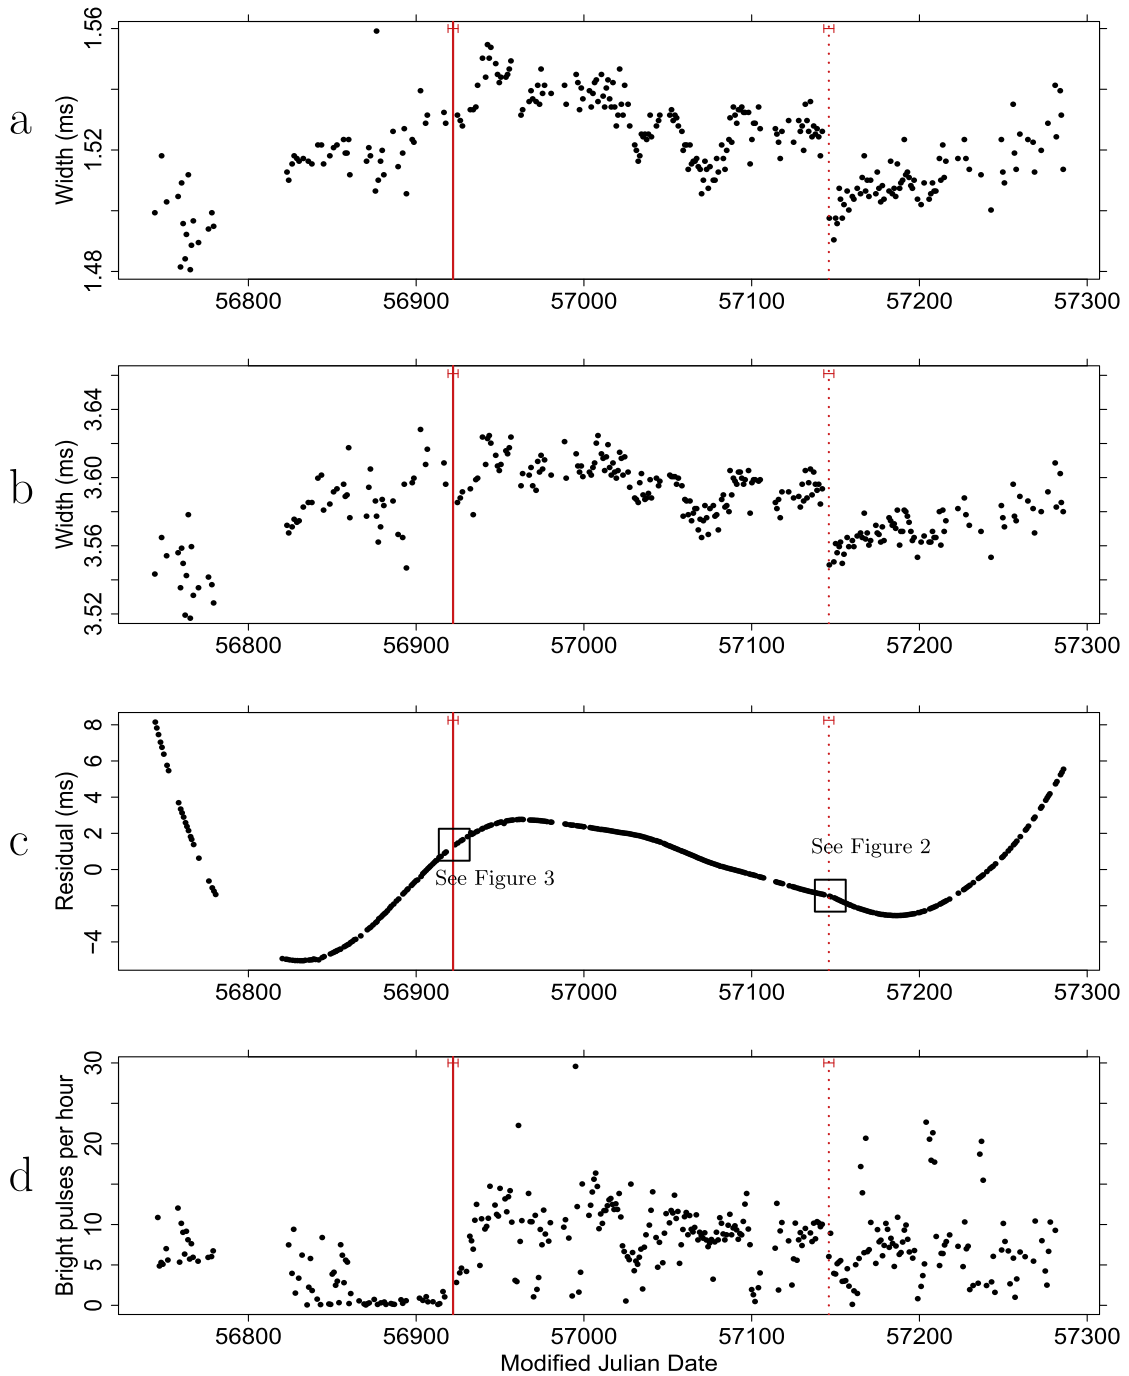 a
Width (ms)
1.56
1.52
1.48
56800 56900 57000 57100 57200 57300
b
Width (ms)
3.64
3.60
3.56
3.52
56800 56900 57000 57100 57200 57300
c
Residual (ms)
8
6
4
2
0
−4
See Figure 3
See Figure 2
56800 56900 57000 57100 57200 57300
d
Bright pulses per hour
30
20
10
5
0
56800 56900 57000 57100 57200 57300
Modified Julian Date